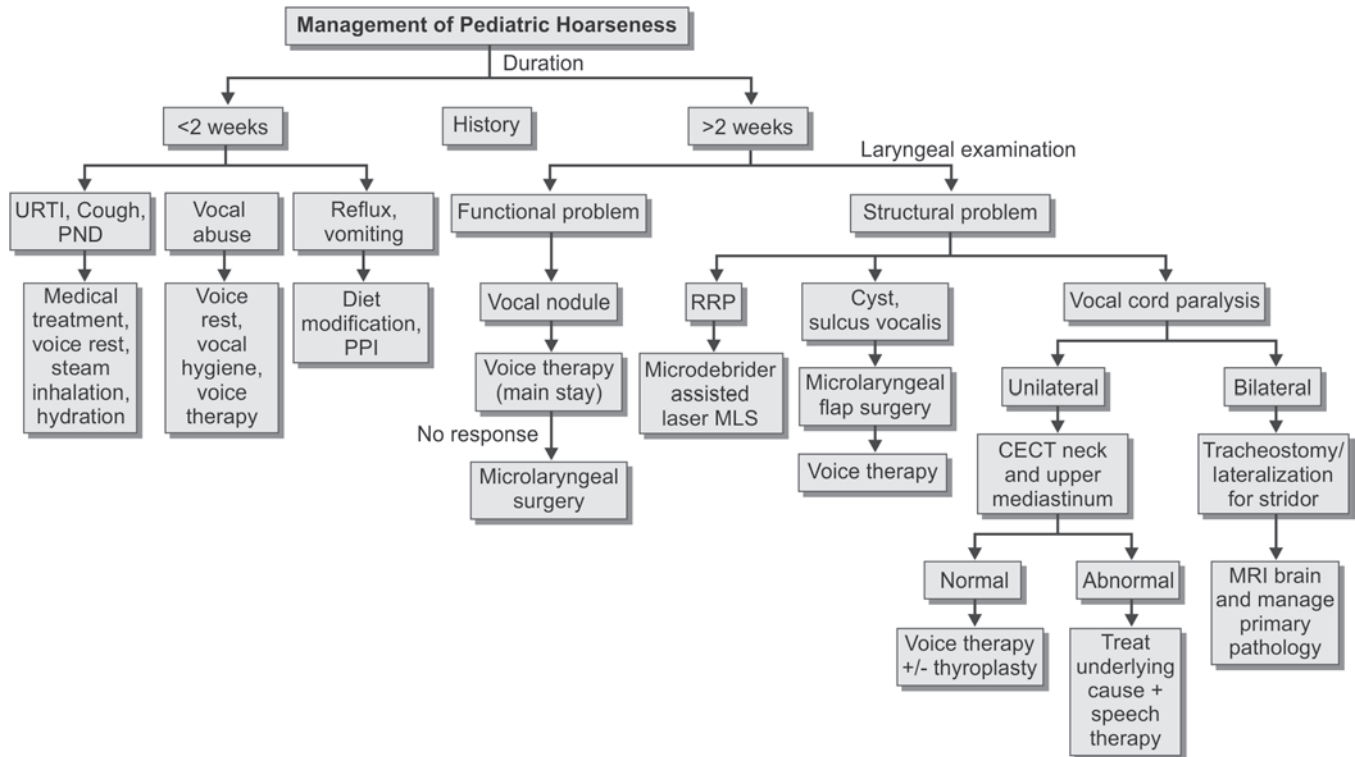 Management of Pediatric Hoarseness
Duration
<2 weeks
History
>2 weeks
Laryngeal examination
URTI, Cough,
PND
Vocal
abuse
Reflux,
vomiting
Functional problem
Structural problem
Medical
treatment,
voice rest,
steam
inhalation,
hydration
Voice
rest,
vocal
hygiene,
voice
therapy
Diet
modification,
PPI
Vocal nodule
RRP
Cyst,
sulcus vocalis
Vocal cord paralysis
Voice therapy
(main stay)
Microdebrider
assisted
laser MLS
Microlaryngeal
flap surgery
Unilateral
Bilateral
No response
Microlaryngeal
surgery
Voice therapy
CECT neck
and upper
mediastinum
Tracheostomy/
lateralization
for stridor
Normal
Abnormal
MRI brain
and manage
primary
pathology
Voice therapy
+/- thyroplasty
Treat
underlying
cause +
speech
therapy